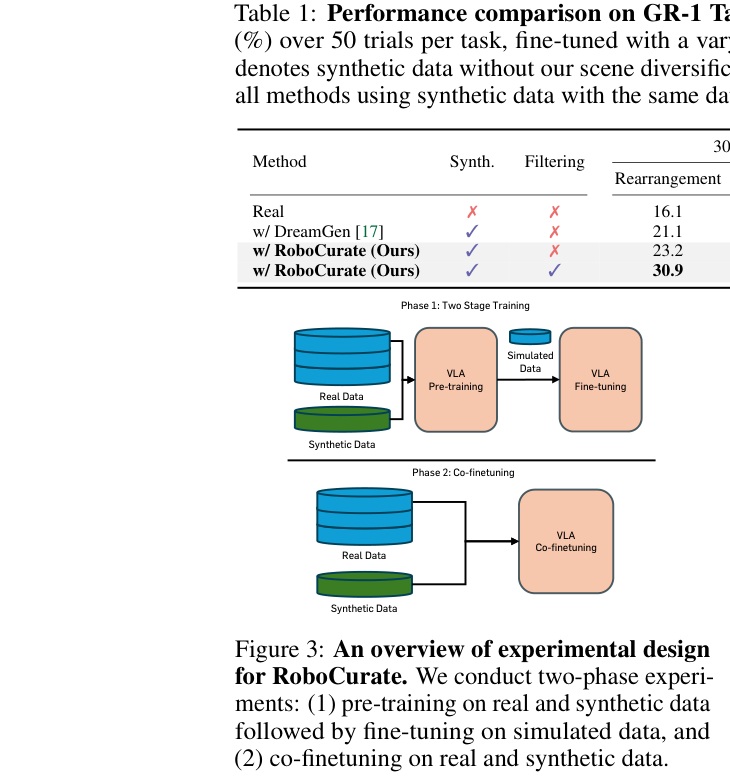 Table 1: Performance comparison on GR-1 Ta
(%) over 50 trials per task, fine-tuned with a vary
denotes synthetic data without our scene diversific
all methods using synthetic data with the same da
30
Method Synth. Filtering
Rearrangement
Real ✗ ✗ 16.1
w/ DreamGen [17] ✓ ✗ 21.1
w/ RoboCurate (Ours) ✓ ✗ 23.2
w/ RoboCurate (Ours) ✓ ✓ 30.9
Phase 1: Two Stage Training
Real Data
Synthetic Data
VLA
Pre-training
Simulated
Data
VLA
Fine-tuning
Phase 2: Co-finetuning
Real Data
Synthetic Data
VLA
Co-finetuning
Figure 3: An overview of experimental design
for RoboCurate. We conduct two-phase experi-
ments: (1) pre-training on real and synthetic data
followed by fine-tuning on simulated data, and
(2) co-finetuning on real and synthetic data.